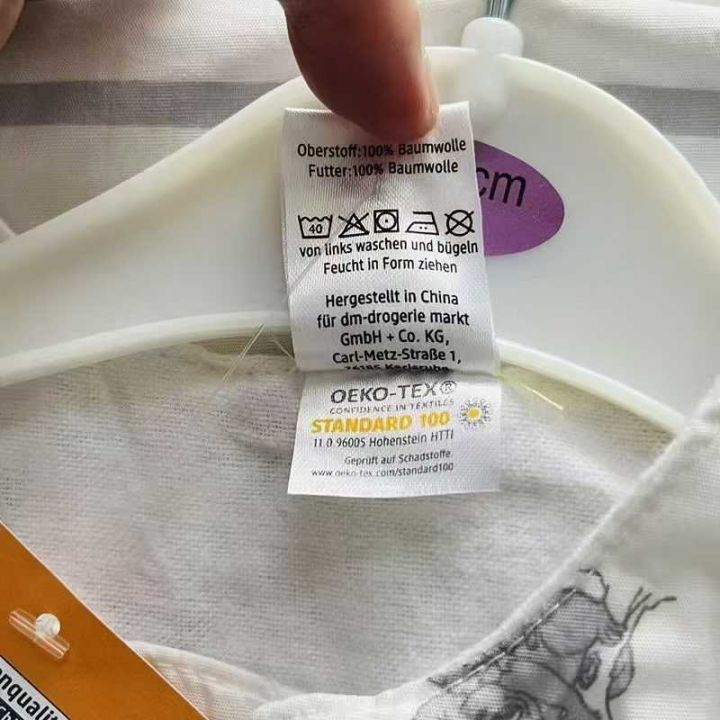 Oberstoff:100% Baumwolle
Futter:100% Baumwolle
cm
40
von links waschen und bügeln
Feucht in Form ziehen
Hergestellt in China
für dm-drogerie markt
GmbH + Co. KG,
Carl-Metz-Straße 1,
76185 Karlsruhe
OEKO-TEX®
CONFIDENCE IN TEXTILES
STANDARD 100
11.0.96005 Hohenstein HTTI
Geprüft auf Schadstoffe.
www.oeko-tex.com/standard100